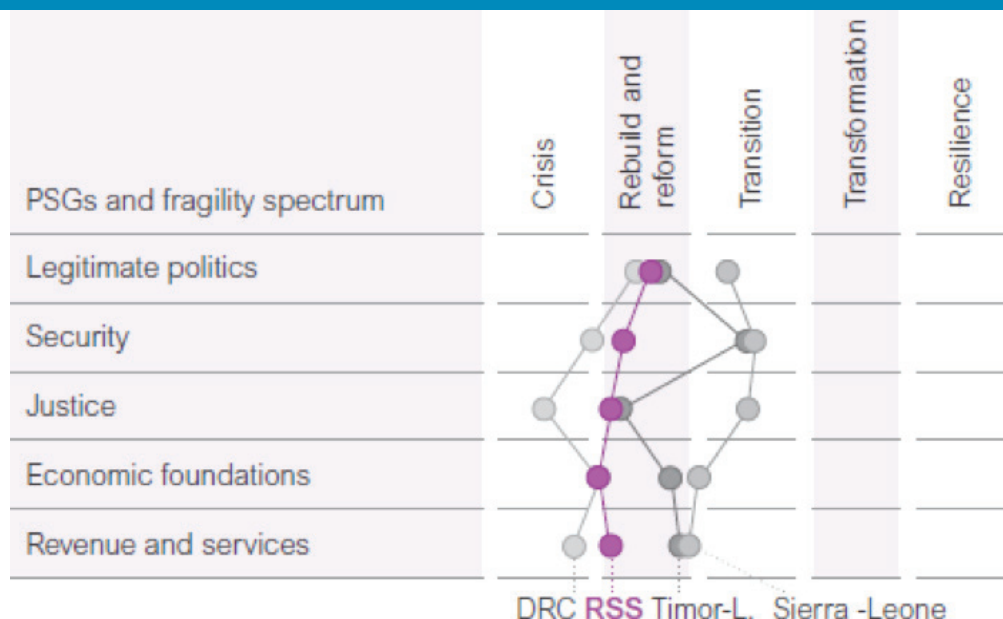 PSGs and fragility spectrum
Crisis
Rebuild and
reform
Transition
Transformation
Resilience
Legitimate politics
Security
Justice
Economic foundations
Revenue and services
DRC RSS Timor-L. Sierra -Leone